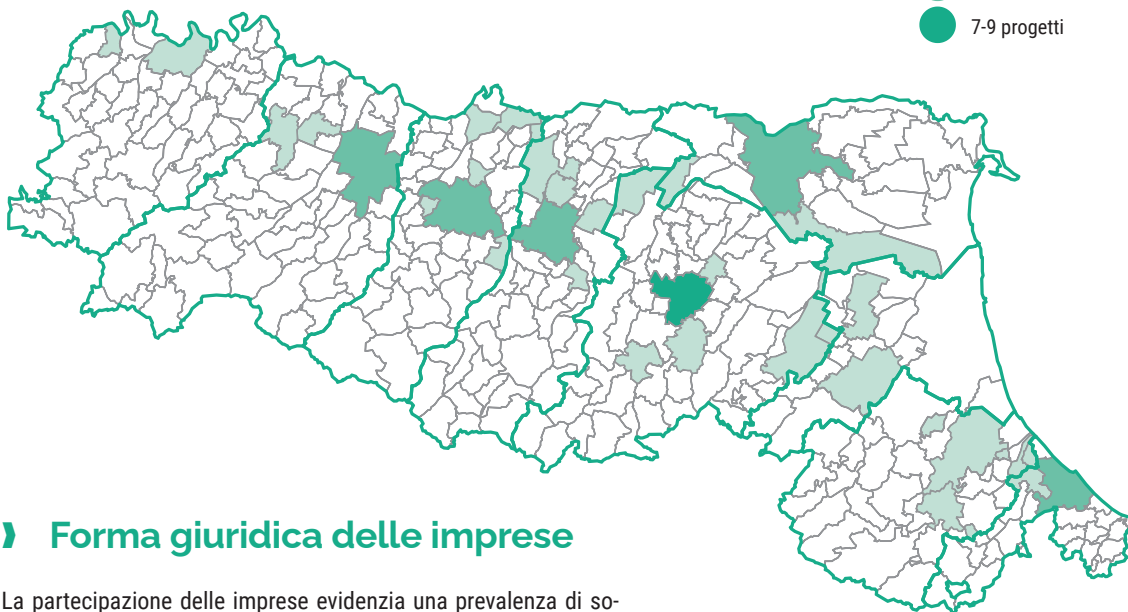 7-9 progetti
Forma giuridica delle imprese
La partecipazione delle imprese evidenzia una prevalenza di so-